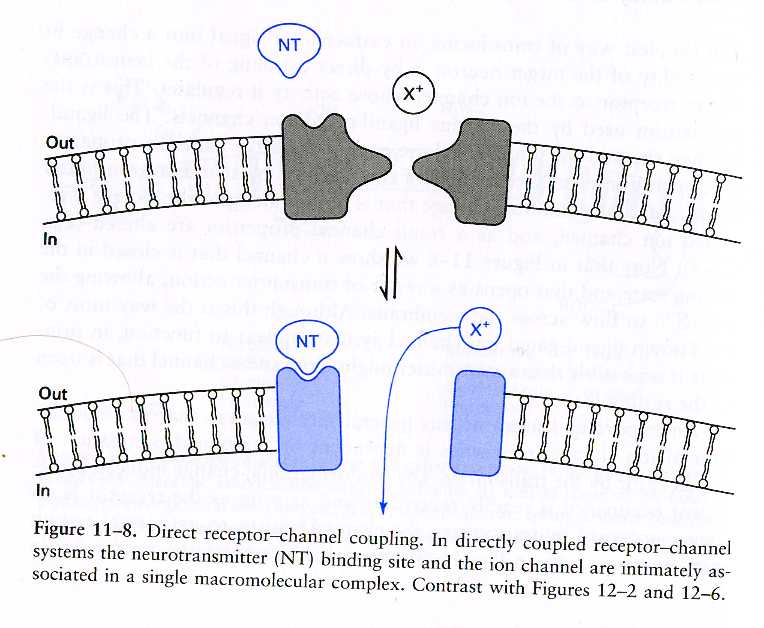 NT
X+
Out
In
NT
X+
Out
In
Figure 11–8. Direct receptor–channel coupling. In directly coupled receptor–channel
systems the neurotransmitter (NT) binding site and the ion channel are intimately as-
sociated in a single macromolecular complex. Contrast with Figures 12–2 and 12–6.